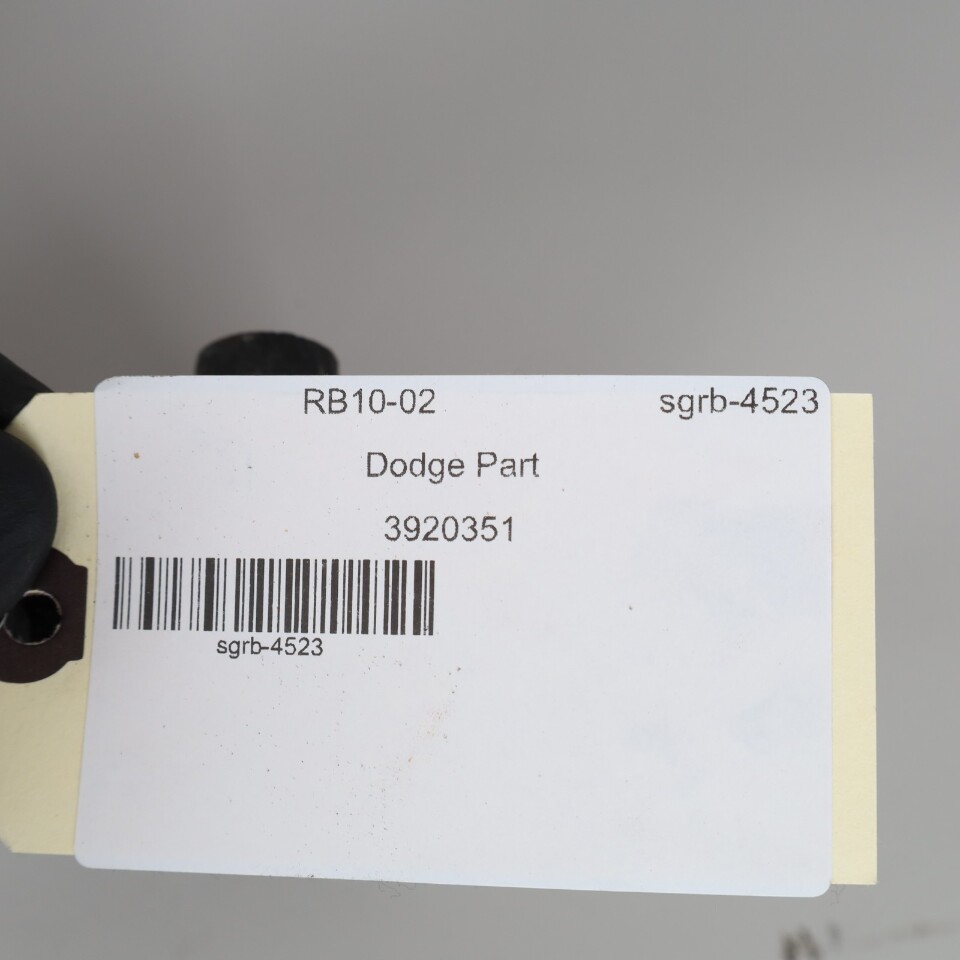 RB10-02 sgrb-4523
Dodge Part
3920351
sgrb-4523